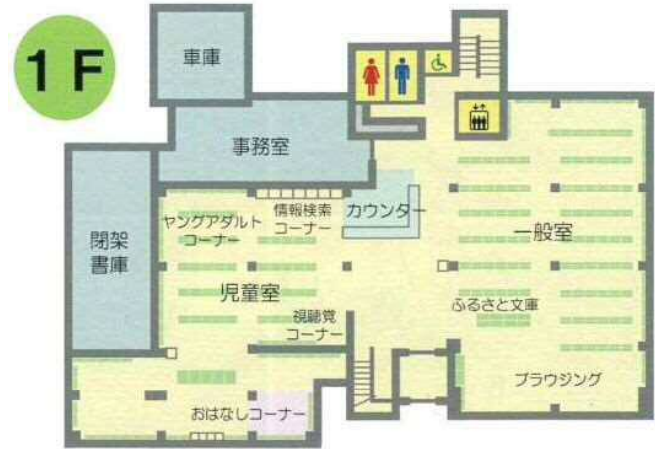 1F
車庫
事務室
閉架
書庫
ヤングアダルト
コーナー
情報検索
コーナー
カウンター
一般室
児童室
視聴覚
コーナー
ふるさと文庫
ブラウジング
おはなしコーナー